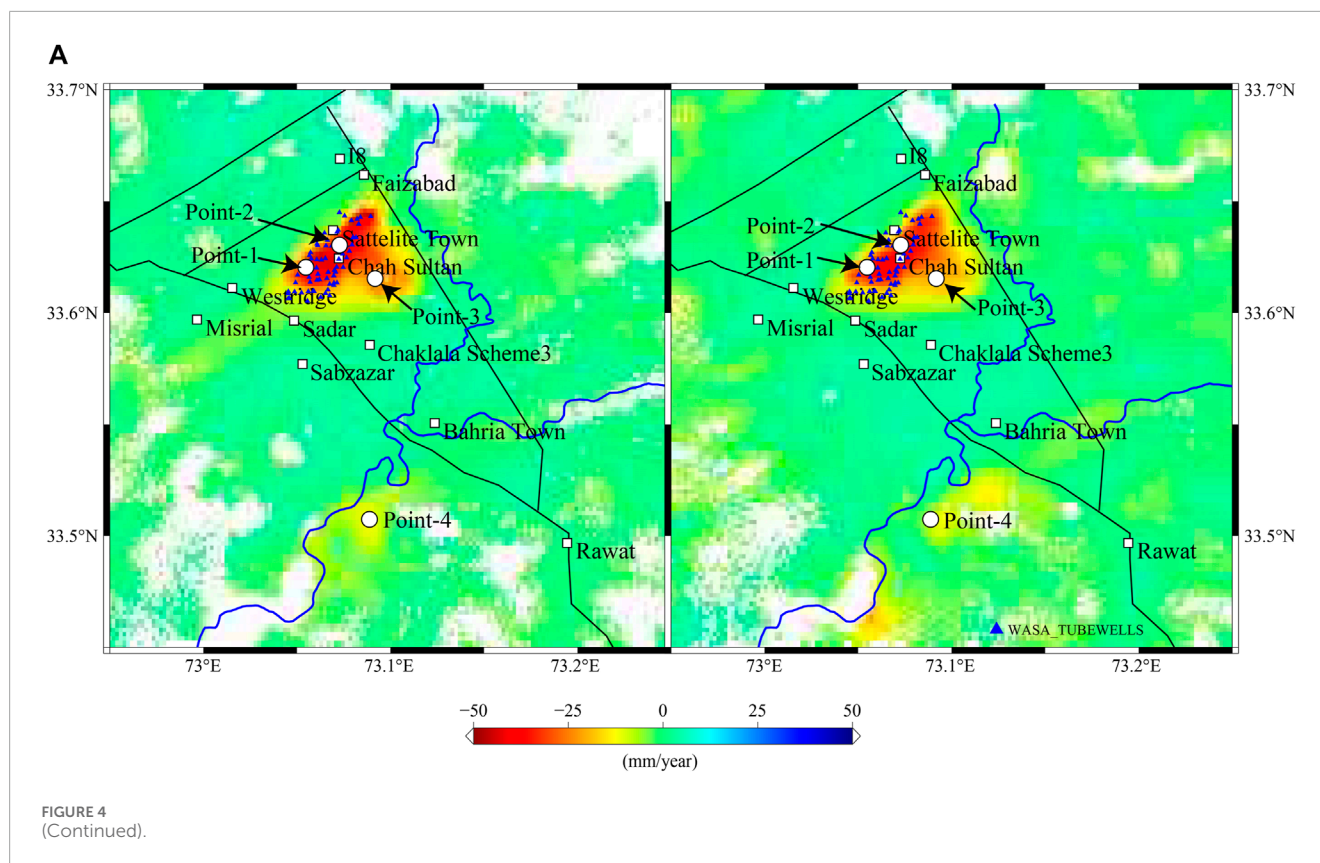 A
33.7°N
33.6°N
33.5°N
I8
Faizabad
Point-2
Sattelite Town
Point-1
Chah Sultan
Westridge
Point-3
Misrial
Sadar
Chaklala Scheme3
Sabzazar
Bahria Town
Point-4
Rawat
73°E
73.1°E
73.2°E
I8
Faizabad
Point-2
Sattelite Town
Point-1
Chah Sultan
Westridge
Point-3
Misrial
Sadar
Chaklala Scheme3
Sabzazar
Bahria Town
Point-4
Rawat
WASA_TUBEWELLS
33.7°N
33.6°N
33.5°N
73°E
73.1°E
73.2°E
−50 −25 0 25 50
(mm/year)
FIGURE 4
(Continued).